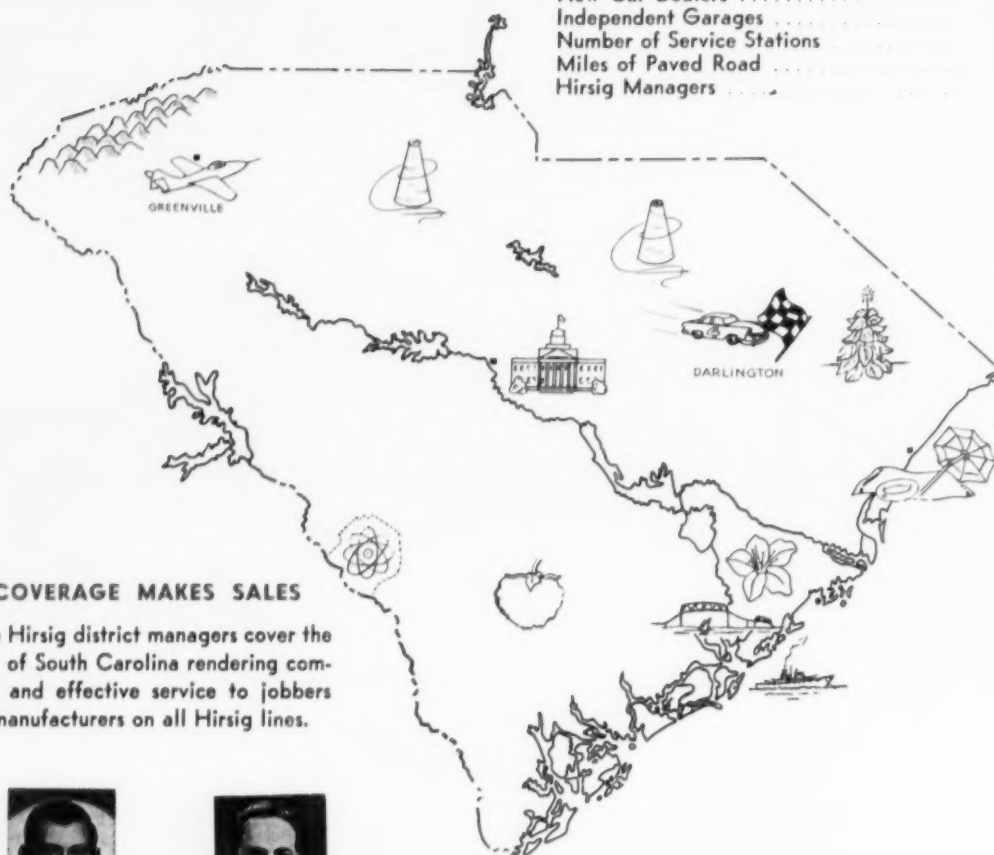 Independent Garages
Number of Service Stations
Miles of Paved Road
Hirsig Managers
GREENVILLE
DARLINGTON
COVERAGE MAKES SALES
Hirsig district managers cover the
of South Carolina rendering com-
and effective service to jobbers
manufacturers on all Hirsig lines.